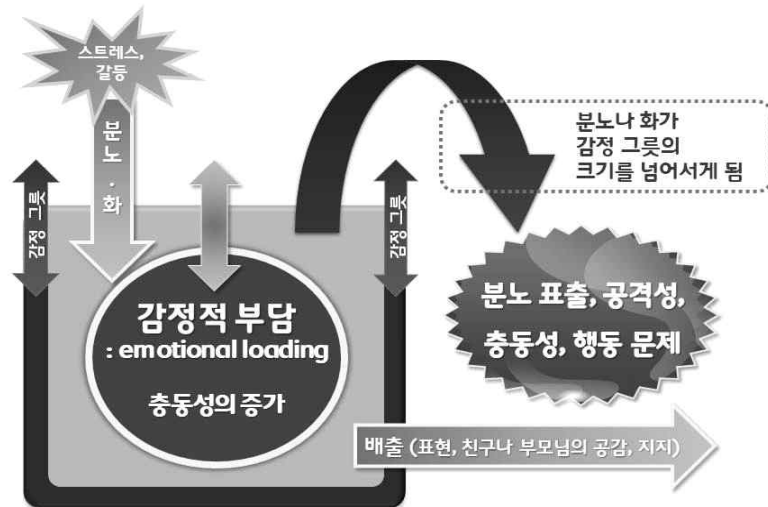 스트레스,
갈등
분노 · 화
감정 그릇
감정 그릇
분노나 화가
감정 그릇의
크기를 넘어서게 됨
감정적 부담
: emotional loading
충동성의 증가
분노 표출, 공격성,
충동성, 행동 문제
배출 (표현, 친구나 부모님의 공감, 지지)